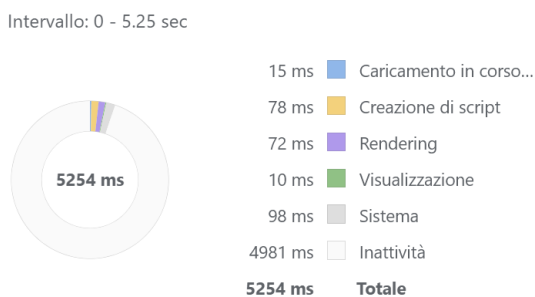 Intervallo: 0 - 5.25 sec
15 ms Caricamento in corso...
78 ms Creazione di script
72 ms Rendering
5254 ms
10 ms Visualizzazione
98 ms Sistema
4981 ms Inattività
5254 ms Totale